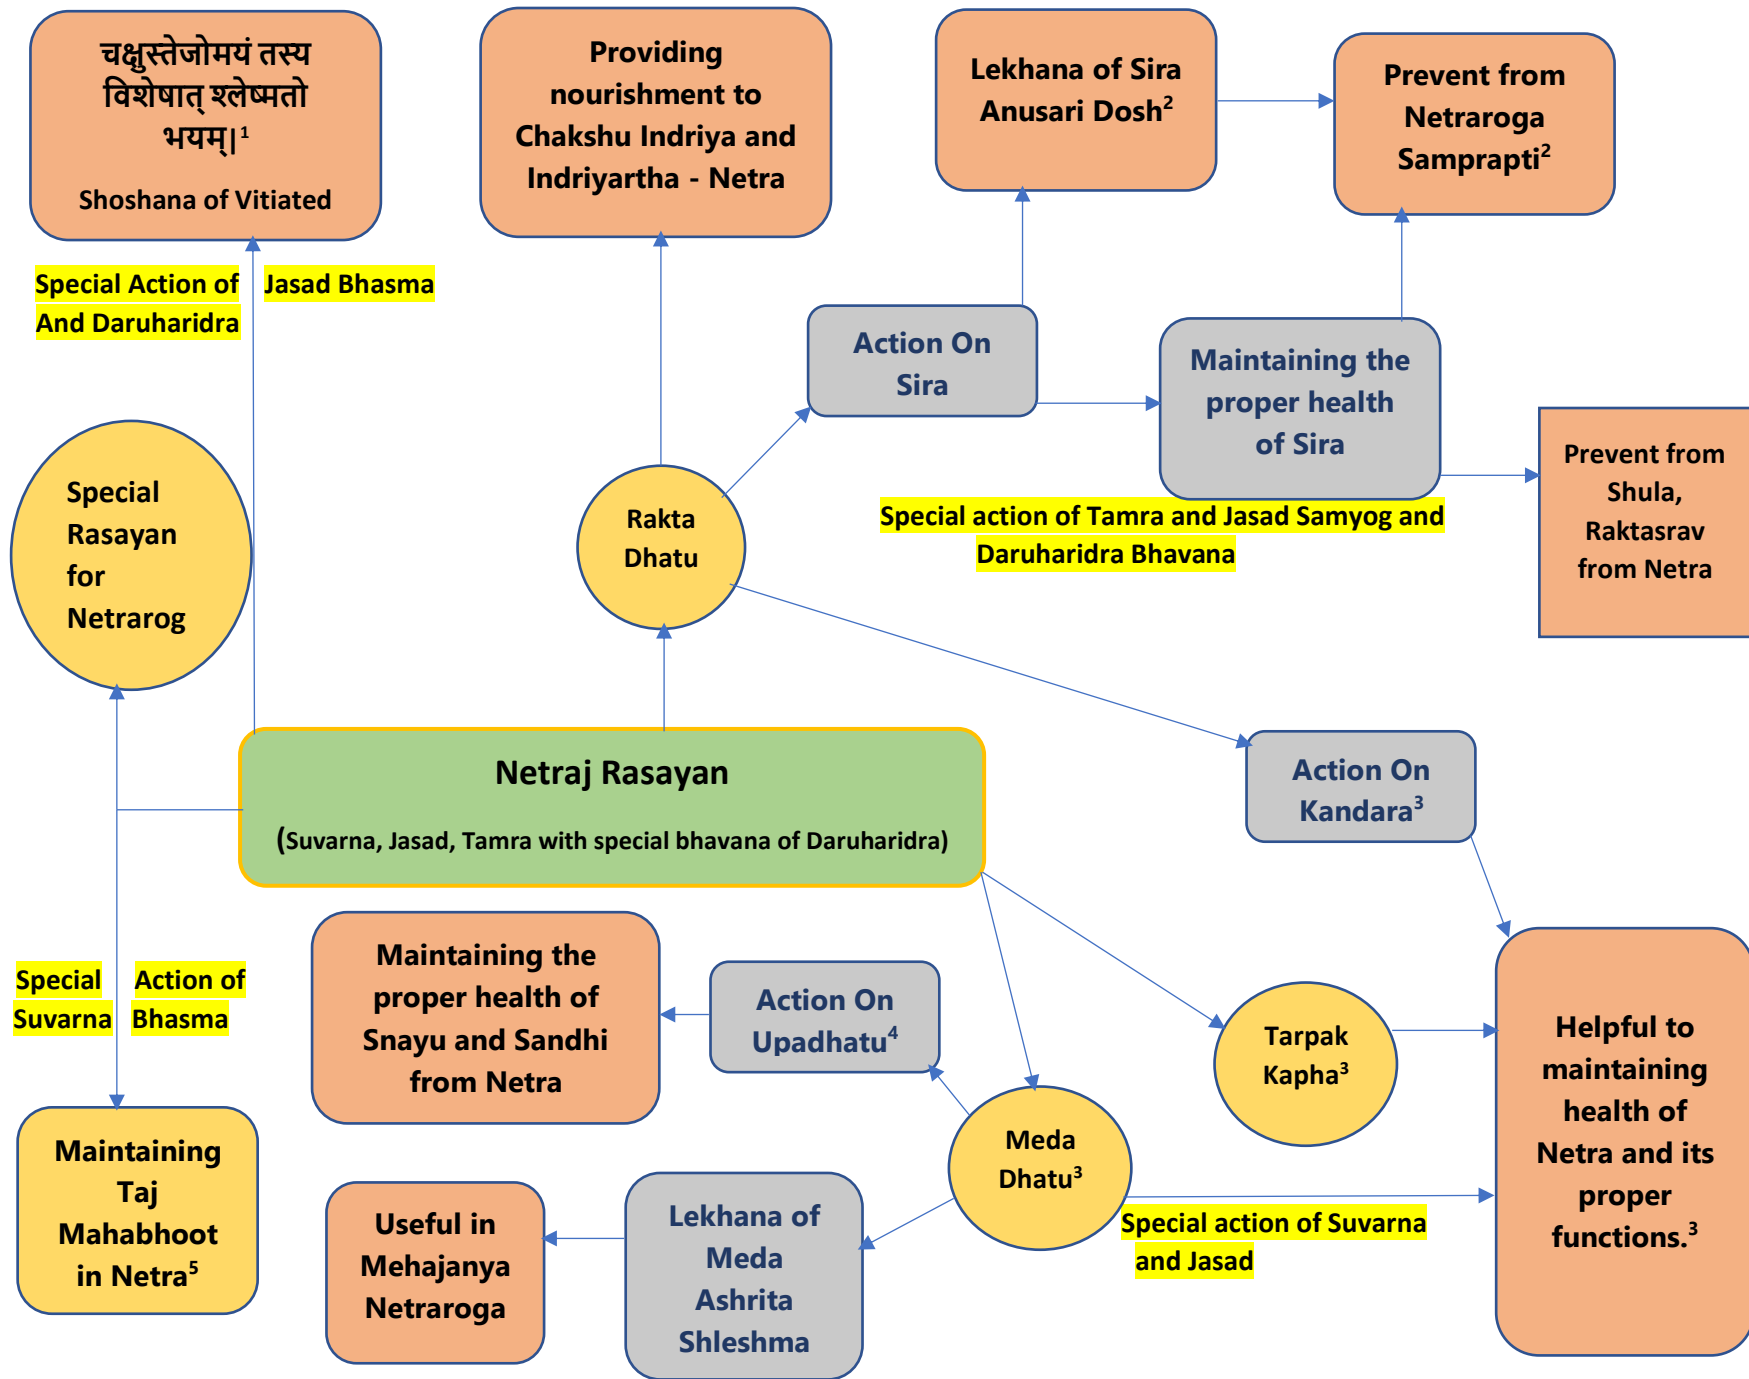 चक्षुस्तेजोमयं तस्य
विशेषात् श्लेष्मतो
भयम्|¹
Shoshana of Vitiated
Providing
nourishment to
Chakshu Indriya and
Indriyartha - Netra
Lekhana of Sira
Anusari Dosh²
Prevent from
Netraroga
Samprapti²
Special Action of Jasad Bhasma
And Daruharidra
Action On
Sira
Maintaining the
proper health
of Sira
Prevent from
Shula,
Raktasrav
from Netra
Special
Rasayan
for
Netrarog
Rakta
Dhatu
Special action of Tamra and Jasad Samyog and
Daruharidra Bhavana
Netraj Rasayan
(Suvarna, Jasad, Tamra with special bhavana of Daruharidra)
Action On
Kandara³
Special Action of
Suvarna Bhasma
Maintaining the
proper health of
Snayu and Sandhi
from Netra
Action On
Upadhatu⁴
Tarpak
Kapha³
Helpful to
maintaining
health of
Netra and its
proper
functions.³
Maintaining
Taj
Mahabhoot
in Netra⁵
Meda
Dhatu³
Useful in
Mehajanya
Netraroga
Lekhana of
Meda
Ashrita
Shleshma
Special action of Suvarna
and Jasad